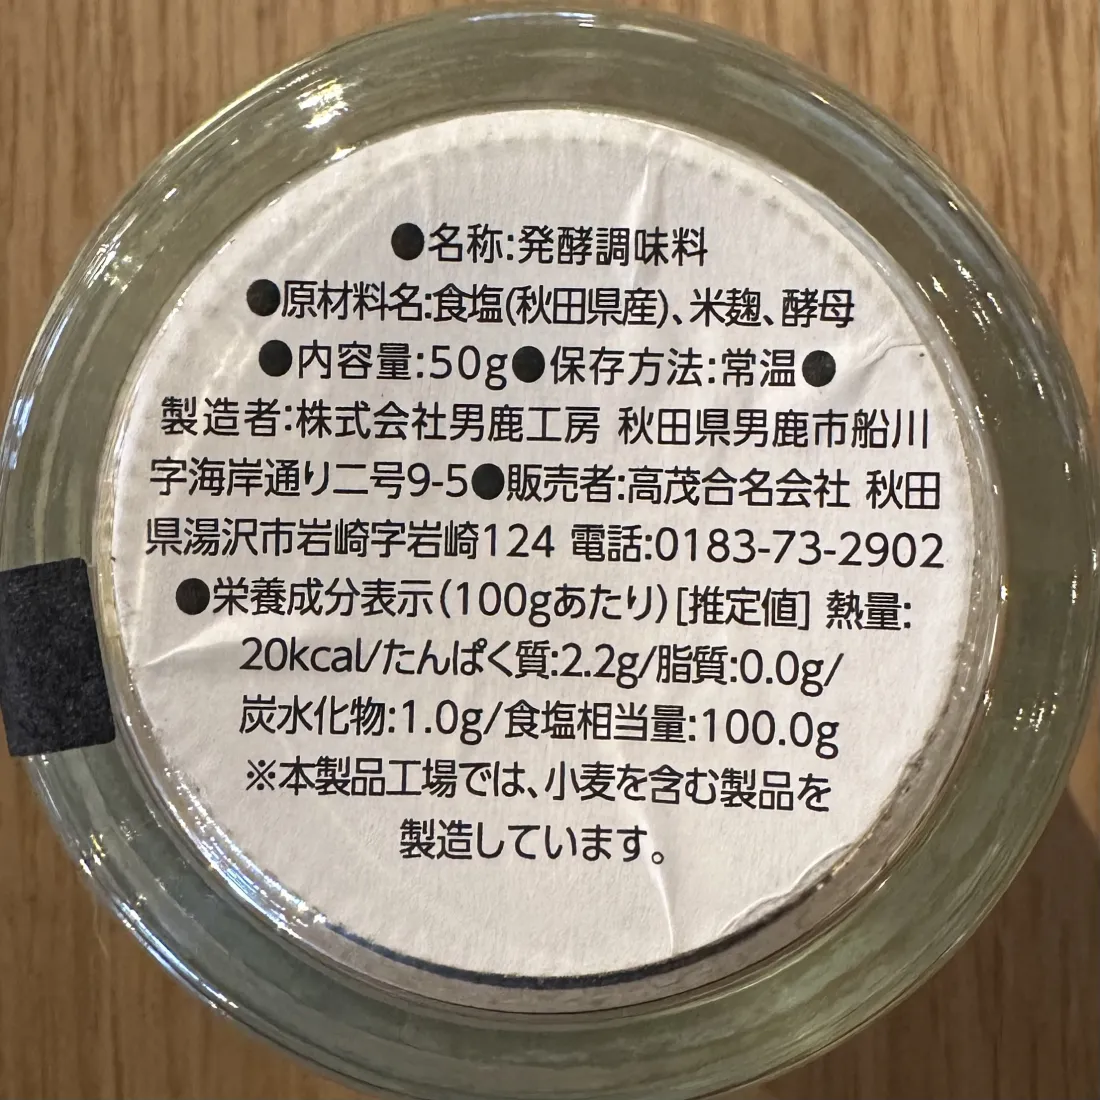 ●名称:発酵調味料
●原材料名:食塩(秋田県産)、米麹、酵母
●内容量:50g●保存方法:常温●
製造者:株式会社男鹿工房 秋田県男鹿市船川
字海岸通り二号9-5●販売者:高茂合名会社 秋田
県湯沢市岩崎字岩崎124 電話:0183-73-2902
●栄養成分表示(100gあたり)[推定値] 熱量:
20kcal/たんぱく質:2.2g/脂質:0.0g/
炭水化物:1.0g/食塩相当量:100.0g
※本製品工場では、小麦を含む製品を
製造しています。